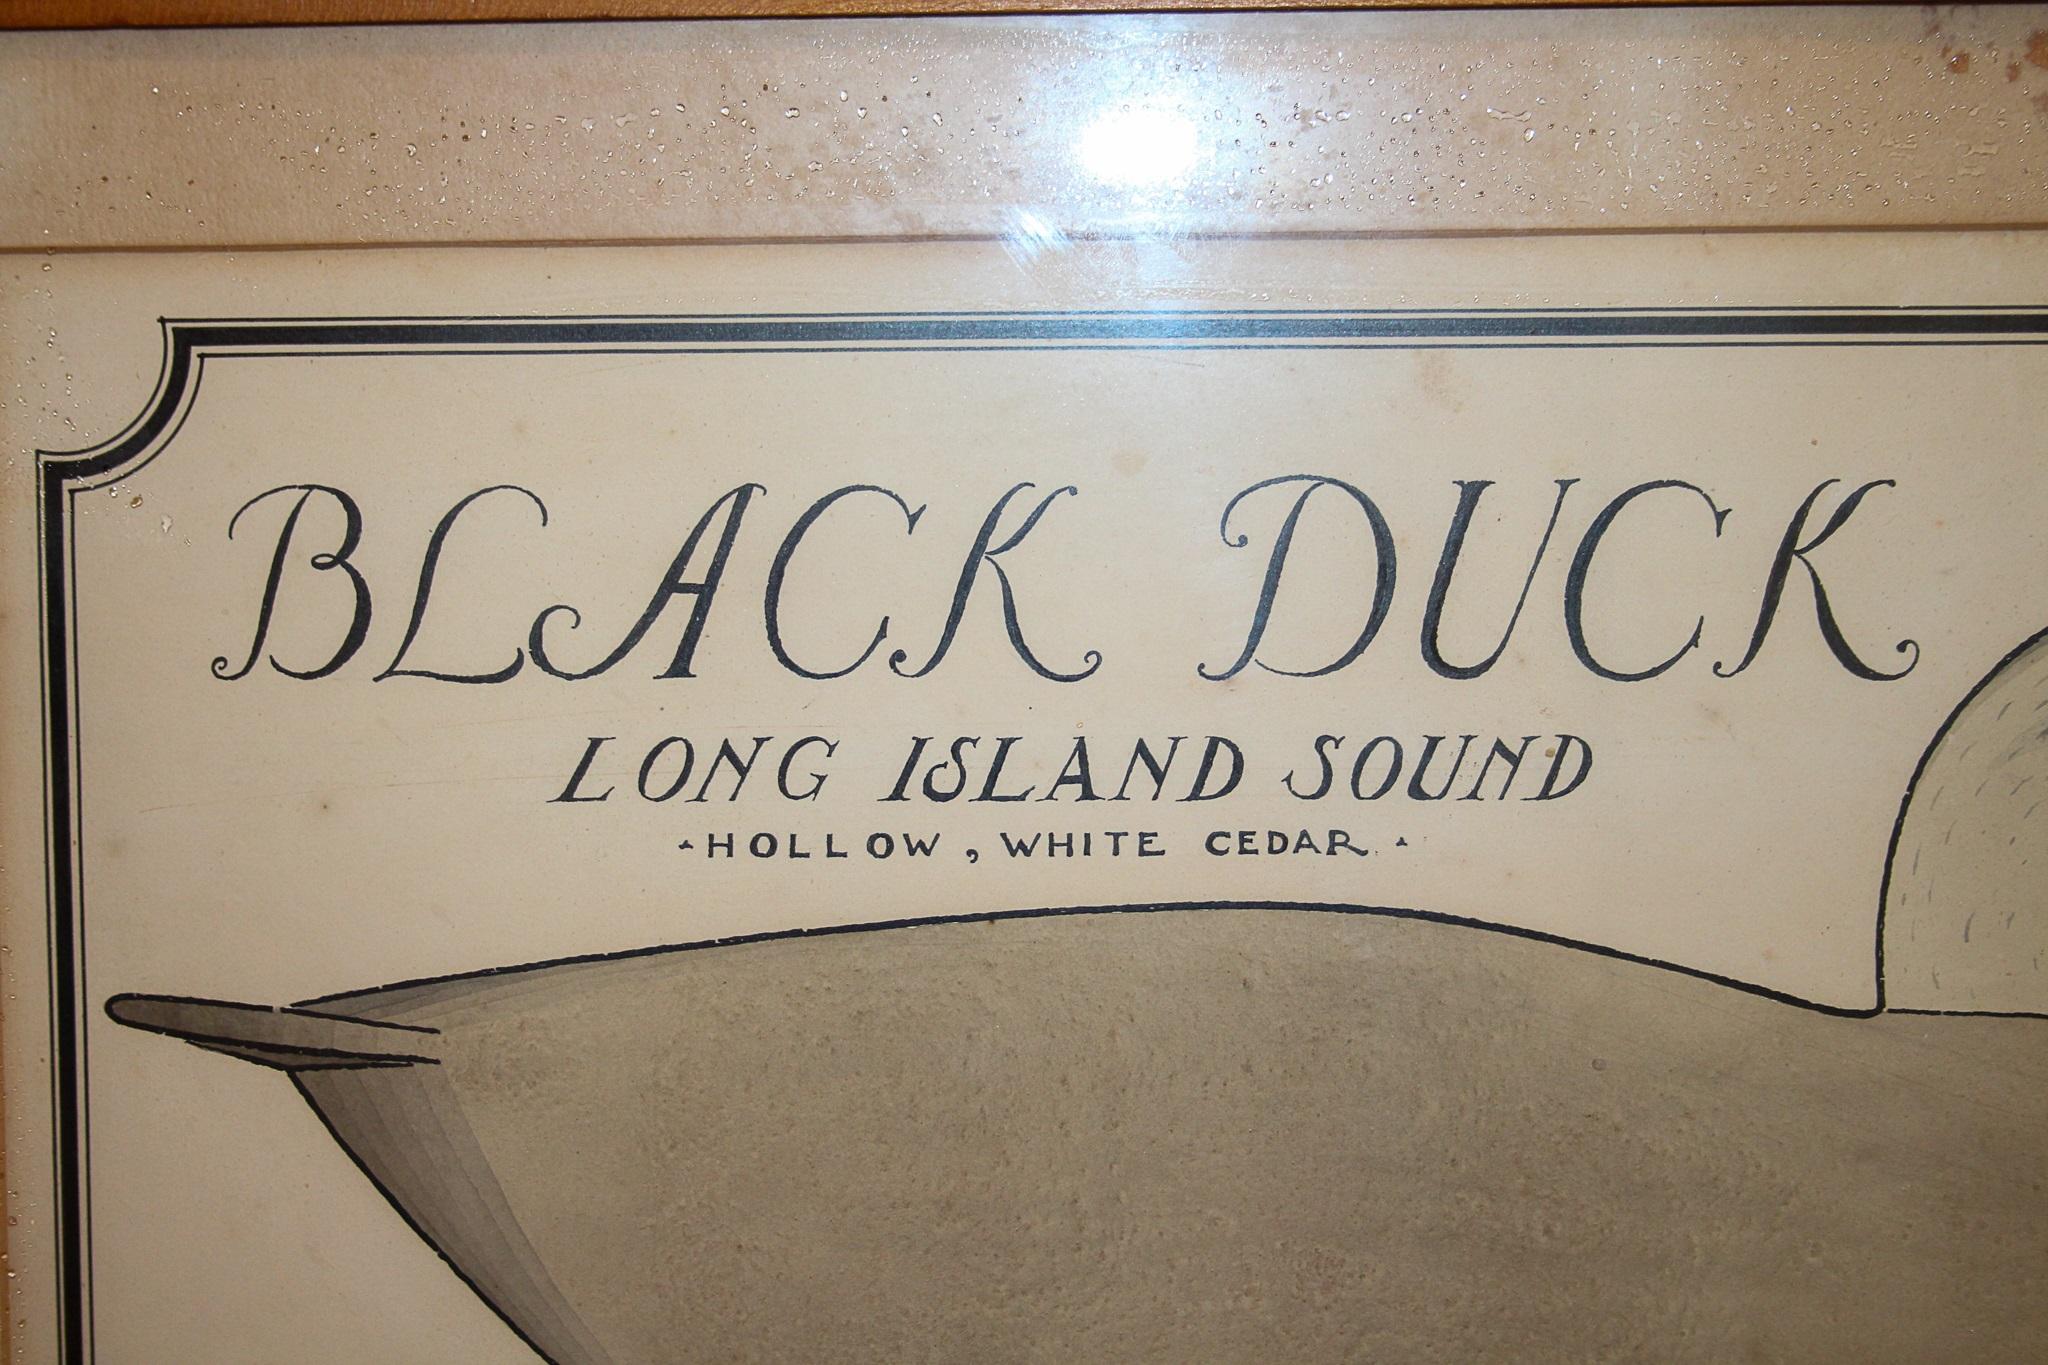 BLACK DUCK
LONG ISLAND SOUND
·HOLLOW, WHITE CEDAR·